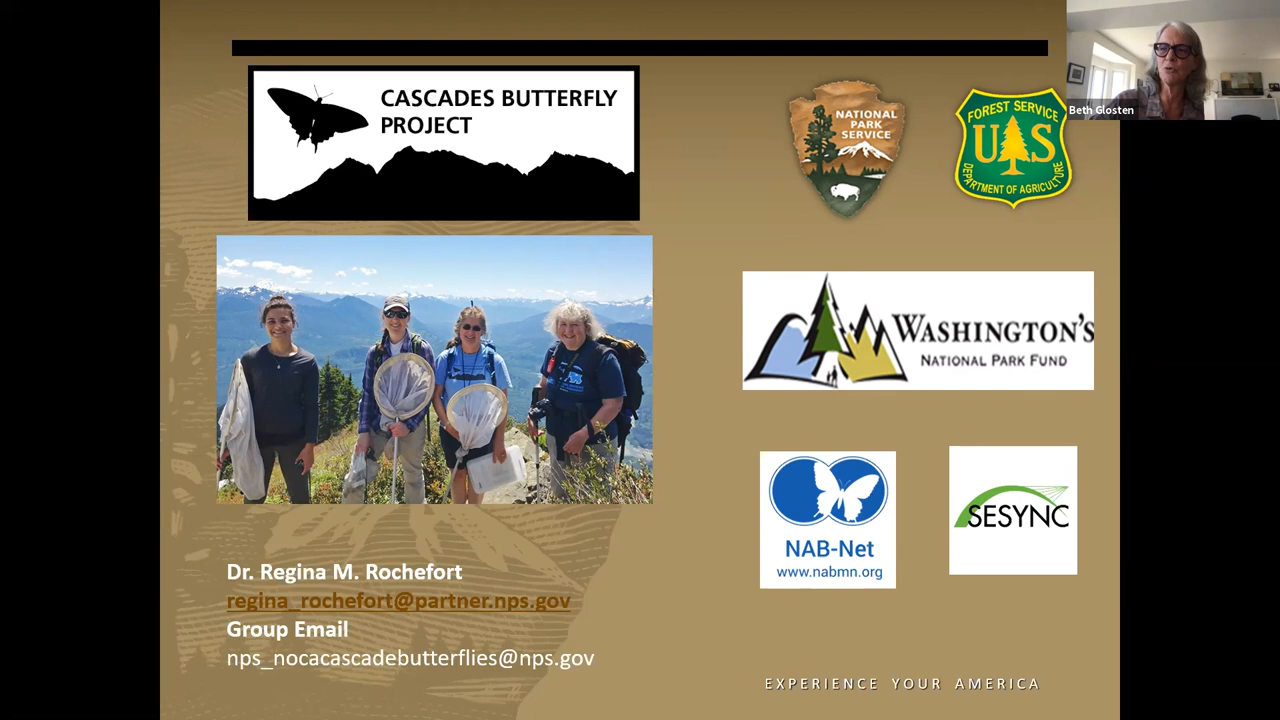 CASCADES BUTTERFLY
PROJECT
NATIONAL
PARK
SERVICE
FOREST SERVICE
US
DEPARTMENT OF AGRICULTURE
Beth Glosten
WASHINGTON'S
NATIONAL PARK FUND
NAB-Net
www.nabmn.org
SESYNC
Dr. Regina M. Rochefort
regina_rochefort@partner.nps.gov
Group Email
nps_nocacascadebutterflies@nps.gov
EXPERIENCE YOUR AMERICA